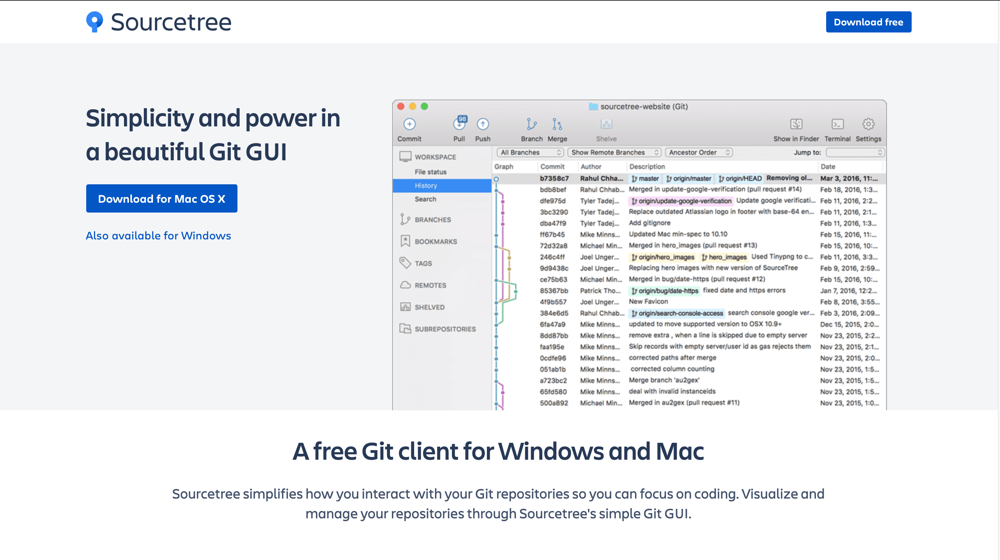 Sourcetree
Download free
Simplicity and power in
a beautiful Git GUI
Download for Mac OS X
Also available for Windows
sourcetree-website (Git)
98
Commit Pull Push Branch Merge Shelve Show in Finder Terminal Settings
WORKSPACE
File status
History
Search
BRANCHES
BOOKMARKS
TAGS
REMOTES
SHELVED
SUBREPOSITORIES
All Branches Show Remote Branches Ancestor Order Jump to:
Graph Commit Author Description Date
b7358c7 Rahul Chha... master origin/master origin/HEAD Removing ol... Mar 3, 2016, 11:...
bdb8bef Rahul Chhab... Merged in update-google-verification (pull request #14) Feb 18, 2016, 1:3...
dfe975d Tyler Tadej... origin/update-google-verification Update google verificati... Feb 11, 2016, 2:2...
3bc3290 Tyler Tadej... Replace outdated Atlassian logo in footer with base-64 en... Feb 11, 2016, 2:1...
dba47f9 Tyler Tadej... Add gitignore Feb 11, 2016, 1:3...
ff67b45 Mike Minns... Updated Mac min-spec to 10.10 Feb 15, 2016, 11:...
72d32a8 Michael Min... Merged in hero_images (pull request #13) Feb 15, 2016, 10:...
246c4ff Joel Unger... origin/hero_images hero_images Used Tinypng to c... Feb 11, 2016, 3:3...
9d9438c Joel Unger... Replacing hero images with new version of SourceTree Feb 9, 2016, 2:59...
ce75b63 Michael Min... Merged in bug/date-https (pull request #12) Feb 15, 2016, 10:...
85367bb Patrick Tho... origin/bug/date-https fixed date and https errors Jan 7, 2016, 12:2...
4f9b557 Joel Unger... New Favicon Feb 8, 2016, 3:55...
384e6d5 Rahul Chhab... origin/search-console-access search console google ver... Feb 3, 2016, 2:09...
6fa47a9 Mike Minns... updated to move supported version to OSX 10.9+ Dec 15, 2015, 2:0...
8dd87bb Mike Minns... remove extra , when a line is skipped due to empty server Nov 23, 2015, 2:2...
faa195e Mike Minns... Skip records with empty server/user id as gas rejects them Nov 23, 2015, 2:1...
0cdfe96 Mike Minns... corrected paths after merge Nov 23, 2015, 2:0...
051ab1b Mike Minns... corrected column counting Nov 23, 2015, 1:5...
a723bc2 Mike Minns... Merge branch 'au2gex' Nov 23, 2015, 1:5...
65fd580 Mike Minns... deal with invalid instanceids Nov 23, 2015, 1:5...
500a892 Michael Min... Merged in au2gex (pull request #11) Nov 23, 2015, 1:0...
A free Git client for Windows and Mac
Sourcetree simplifies how you interact with your Git repositories so you can focus on coding. Visualize and
manage your repositories through Sourcetree's simple Git GUI.